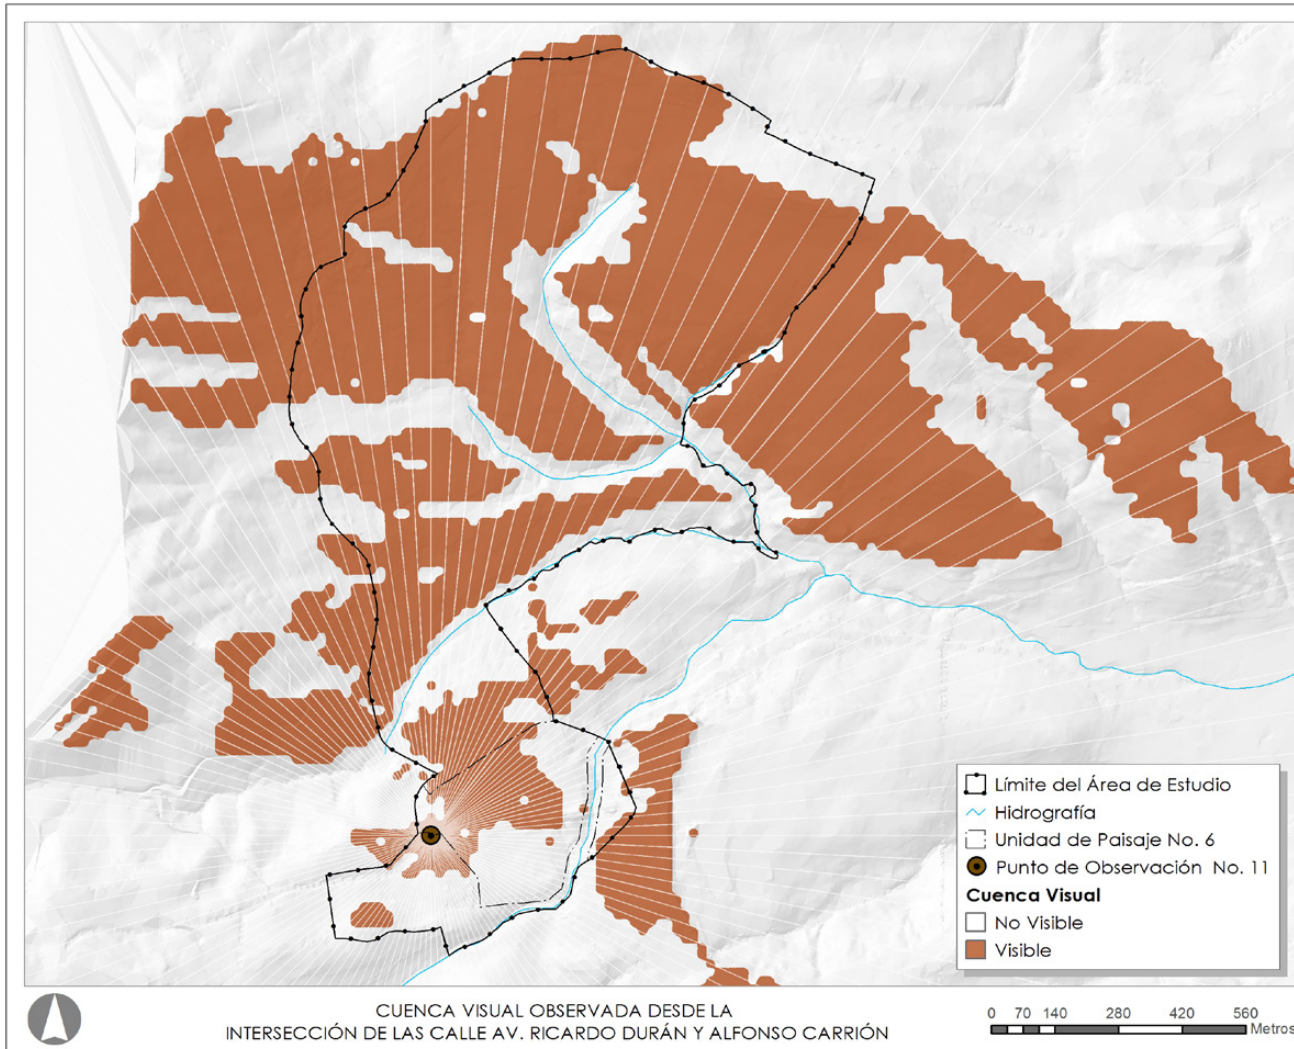 Límite del Área de Estudio
Hidrografía
Unidad de Paisaje No. 6
Punto de Observación No. 11
Cuenca Visual
No Visible
Visible
CUENCA VISUAL OBSERVADA DESDE LA
INTERSECCIÓN DE LAS CALLE AV. RICARDO DURÁN Y ALFONSO CARRIÓN
0 70 140 280 420 560
Metros